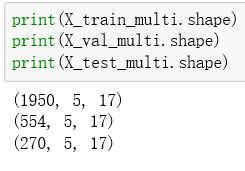 print(X_train_multi.shape)
print(X_val_multi.shape)
print(X_test_multi.shape)
(1950, 5, 17)
(554, 5, 17)
(270, 5, 17)